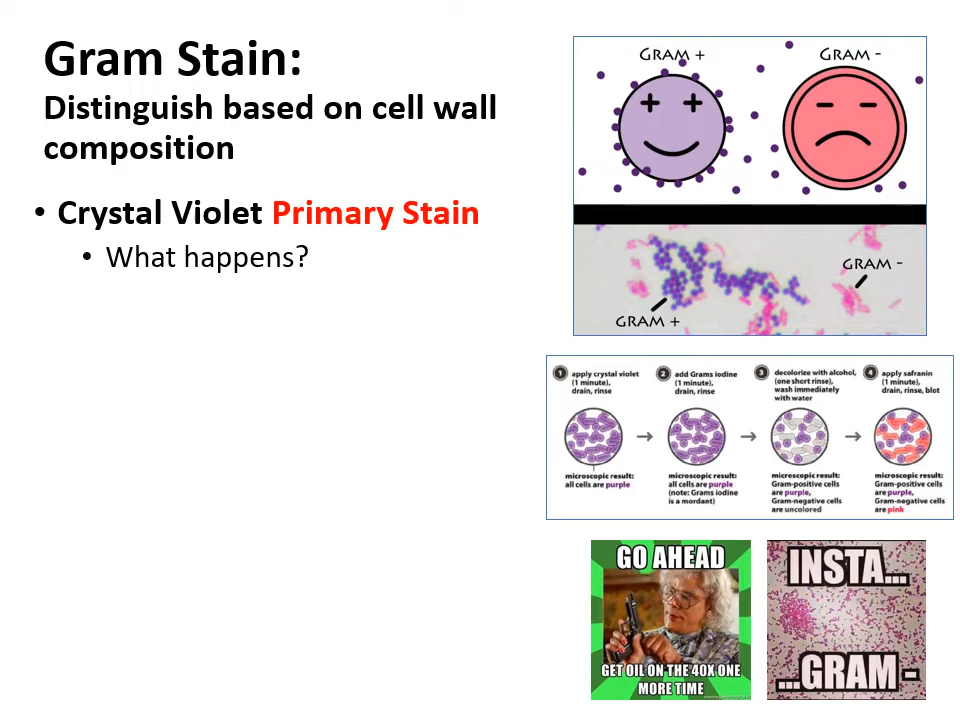 Gram Stain:
Distinguish based on cell wall
composition
• Crystal Violet Primary Stain
• What happens?
GRAM +
GRAM -
GRAM -
GRAM +
1 apply crystal violet
(1 minute),
drain, rinse
microscopic result:
all cells are purple
2 add Grams iodine
(1 minute),
drain, rinse
microscopic result:
all cells are purple
(note: Grams iodine
is a mordant)
3 decolorize with alcohol,
(one short rinse),
wash immediately
with water
microscopic result:
Gram-positive cells
are purple,
Gram-negative cells
are uncolored
4 apply safranin
(1 minute),
drain, rinse, blot
microscopic result:
Gram-positive cells
are purple,
Gram-negative cells
are pink
GO AHEAD
GET OIL ON THE 40X ONE
MORE TIME
INSTA...
...GRAM -